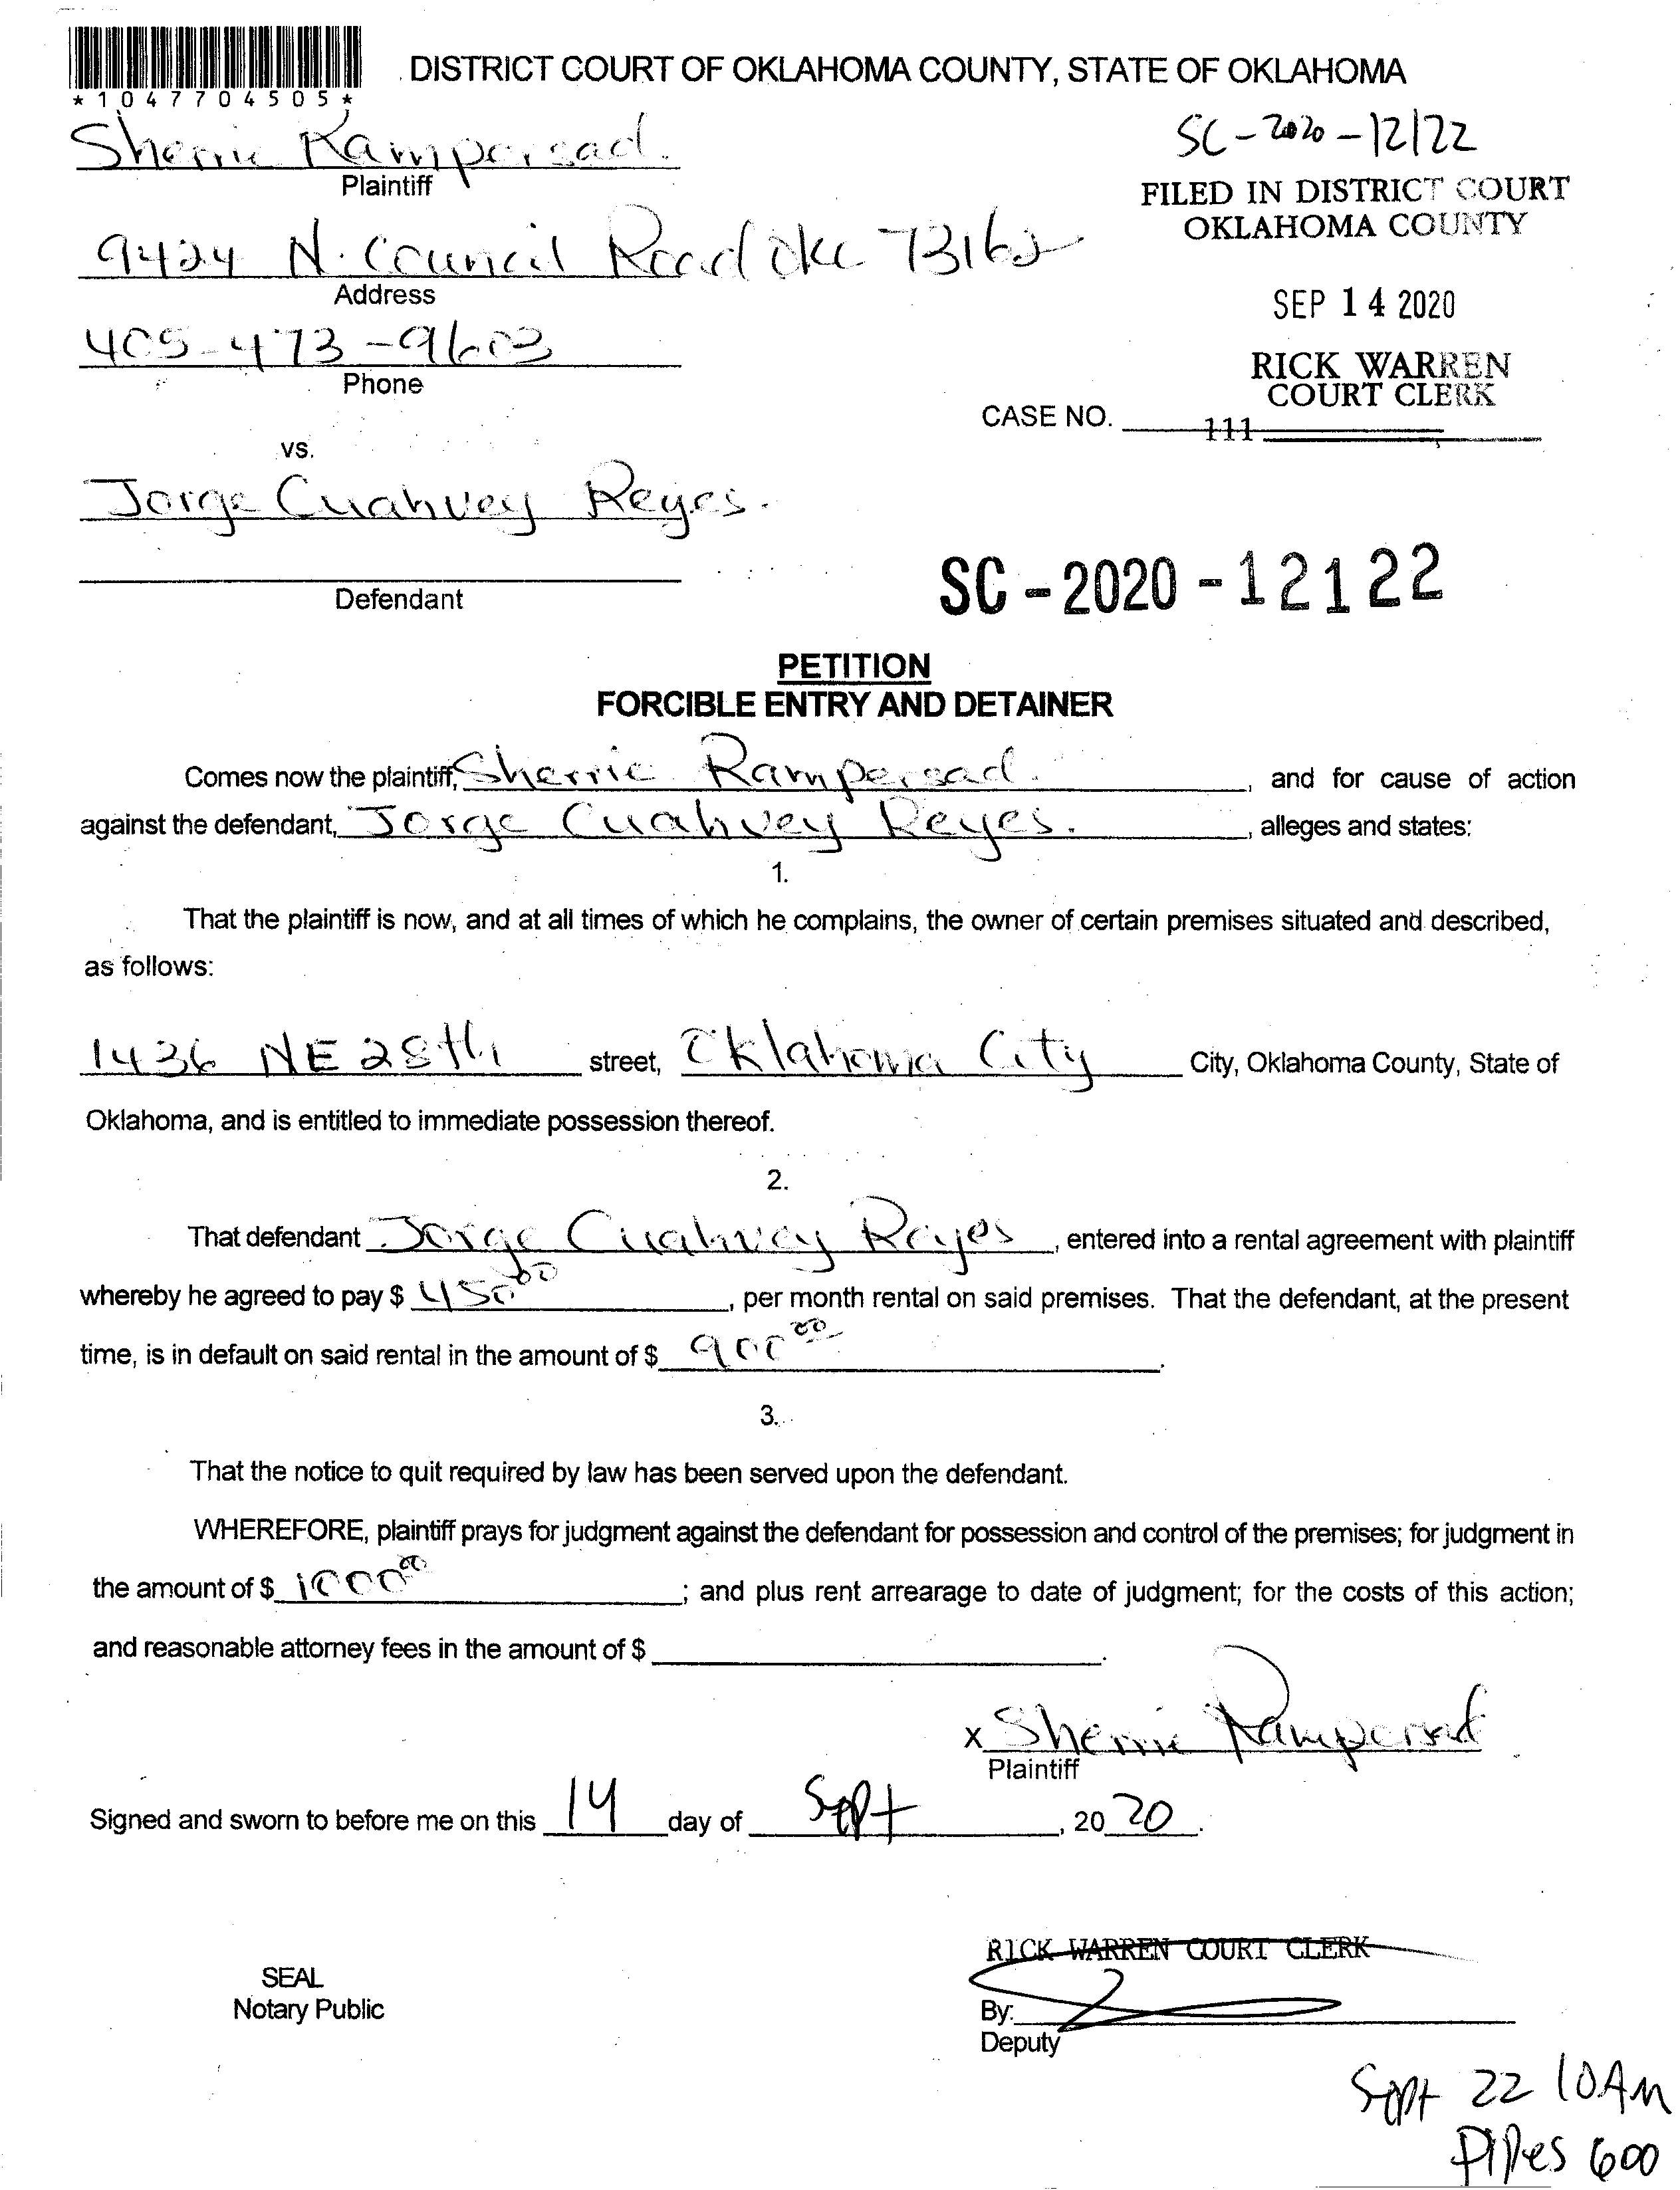 DISTRICT COURT OF OKLAHOMA COUNTY, STATE OF OKLAHOMA
*1047704505*
Sherrie Rampersad.
SC-2020-12122
Plaintiff
FILED IN DISTRICT COURT
OKLAHOMA COUNTY
9424 N. Council Road Okc 73162
Address
SEP 14 2020
405-473-9603
Phone
RICK WARREN
COURT CLERK
CASE NO. 111
vs.
Jorge Cuahvey Reyes.
SC-2020-12122
Defendant
PETITION
FORCIBLE ENTRY AND DETAINER
Comes now the plaintiff, Sherrie Rampersad. , and for cause of action
against the defendant, Jorge Cuahvey Reyes. , alleges and states:
1.
That the plaintiff is now, and at all times of which he complains, the owner of certain premises situated and described,
as follows:
1436 NE 28th street, Oklahoma City City, Oklahoma County, State of
Oklahoma, and is entitled to immediate possession thereof.
2.
That defendant Jorge Cuahvey Reyes , entered into a rental agreement with plaintiff
whereby he agreed to pay $ 450.00 , per month rental on said premises. That the defendant, at the present
time, is in default on said rental in the amount of $ 900.00 .
3.
That the notice to quit required by law has been served upon the defendant.
WHEREFORE, plaintiff prays for judgment against the defendant for possession and control of the premises; for judgment in
the amount of $ 1000.00 ; and plus rent arrearage to date of judgment; for the costs of this action;
and reasonable attorney fees in the amount of $ .
x Sherrie Rampersad
Plaintiff
Signed and sworn to before me on this 14 day of Sept , 20 20 .
RICK WARREN COURT CLERK
SEAL
Notary Public
By:
Deputy
Sept 22 10AM
Pipes 600